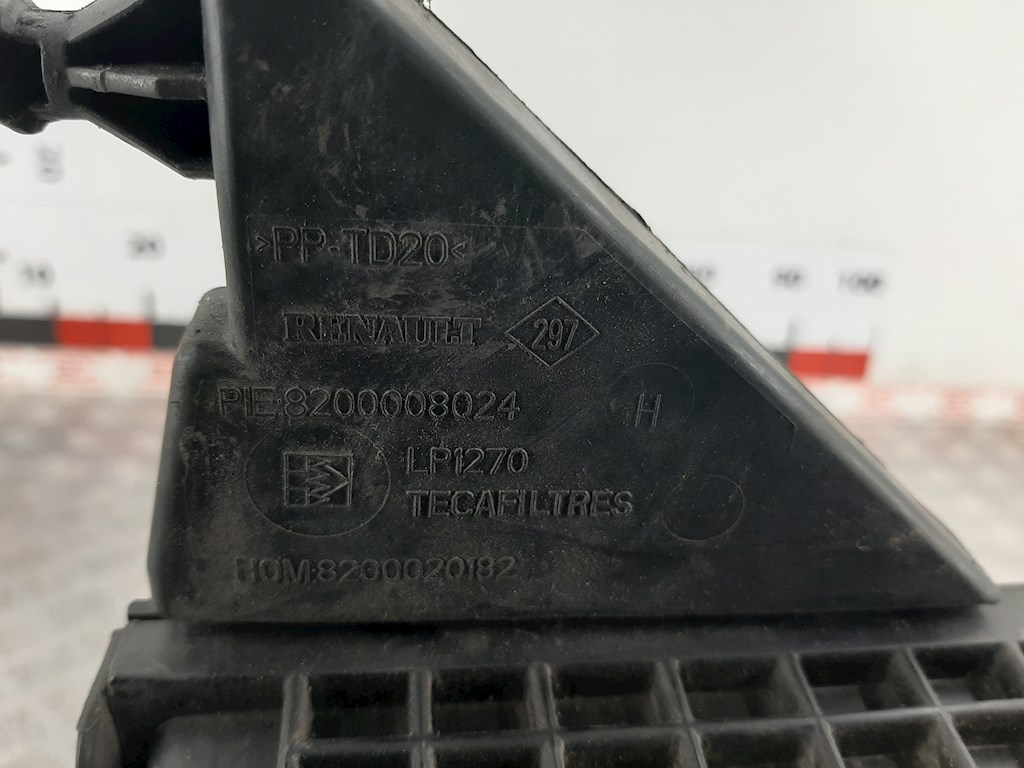 >PP-TD20<
RENAULT 297
PIE:8200008024
H
LP1270
TECAFILTRES
HOM:8200020182